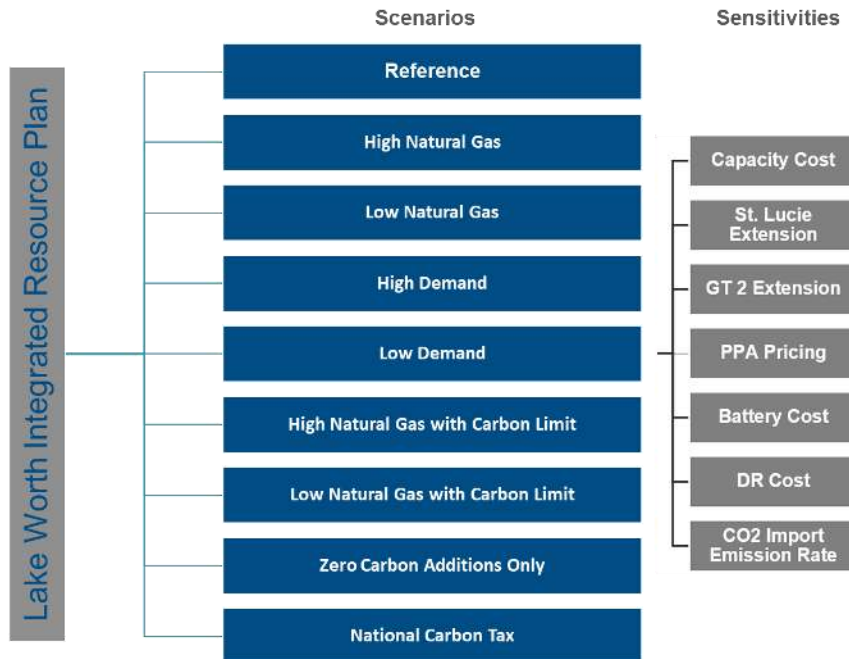 Lake Worth Integrated Resource Plan
Scenarios
Reference
High Natural Gas
Low Natural Gas
High Demand
Low Demand
High Natural Gas with Carbon Limit
Low Natural Gas with Carbon Limit
Zero Carbon Additions Only
National Carbon Tax
Sensitivities
Capacity Cost
St. Lucie
Extension
GT 2 Extension
PPA Pricing
Battery Cost
DR Cost
CO2 Import
Emission Rate